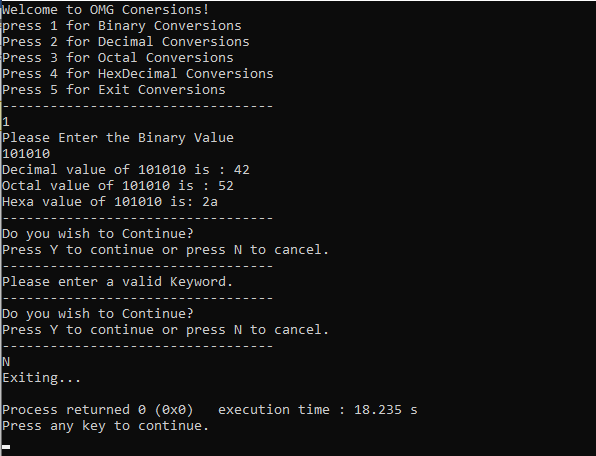 Welcome to OMG Conersions!
press 1 for Binary Conversions
Press 2 for Decimal Conversions
Press 3 for Octal Conversions
Press 4 for HexDecimal Conversions
Press 5 for Exit Conversions
----------------------------------
1
Please Enter the Binary Value
101010
Decimal value of 101010 is : 42
Octal value of 101010 is : 52
Hexa value of 101010 is: 2a
----------------------------------
Do you wish to Continue?
Press Y to continue or press N to cancel.
----------------------------------
Please enter a valid Keyword.
----------------------------------
Do you wish to Continue?
Press Y to continue or press N to cancel.
----------------------------------
N
Exiting...
Process returned 0 (0x0)   execution time : 18.235 s
Press any key to continue.